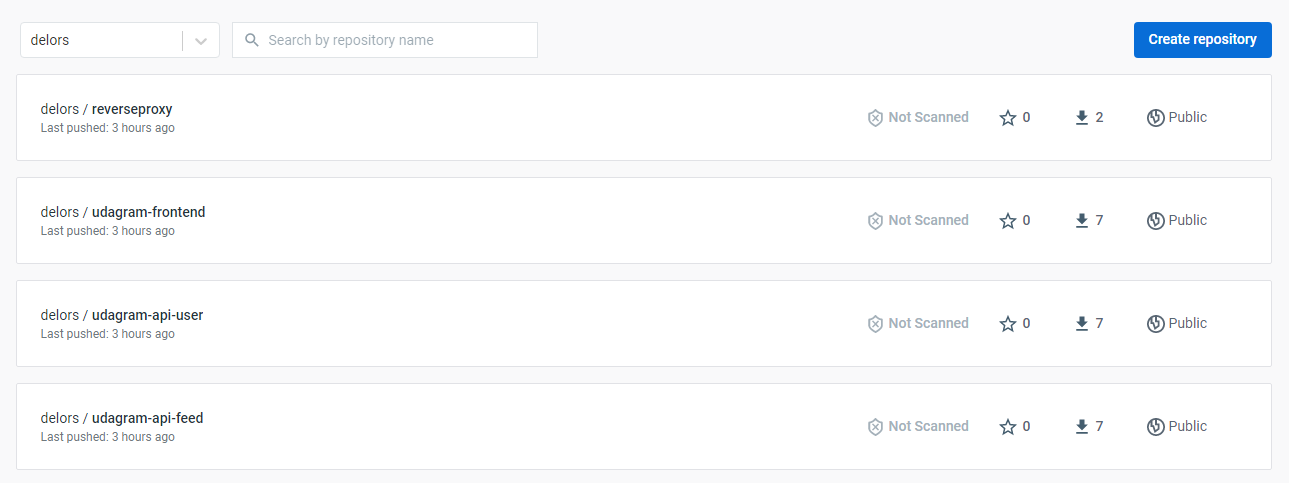 delors
Search by repository name
Create repository
delors / reverseproxy
Last pushed: 3 hours ago
Not Scanned
0
2
Public
delors / udagram-frontend
Last pushed: 3 hours ago
Not Scanned
0
7
Public
delors / udagram-api-user
Last pushed: 3 hours ago
Not Scanned
0
7
Public
delors / udagram-api-feed
Last pushed: 3 hours ago
Not Scanned
0
7
Public